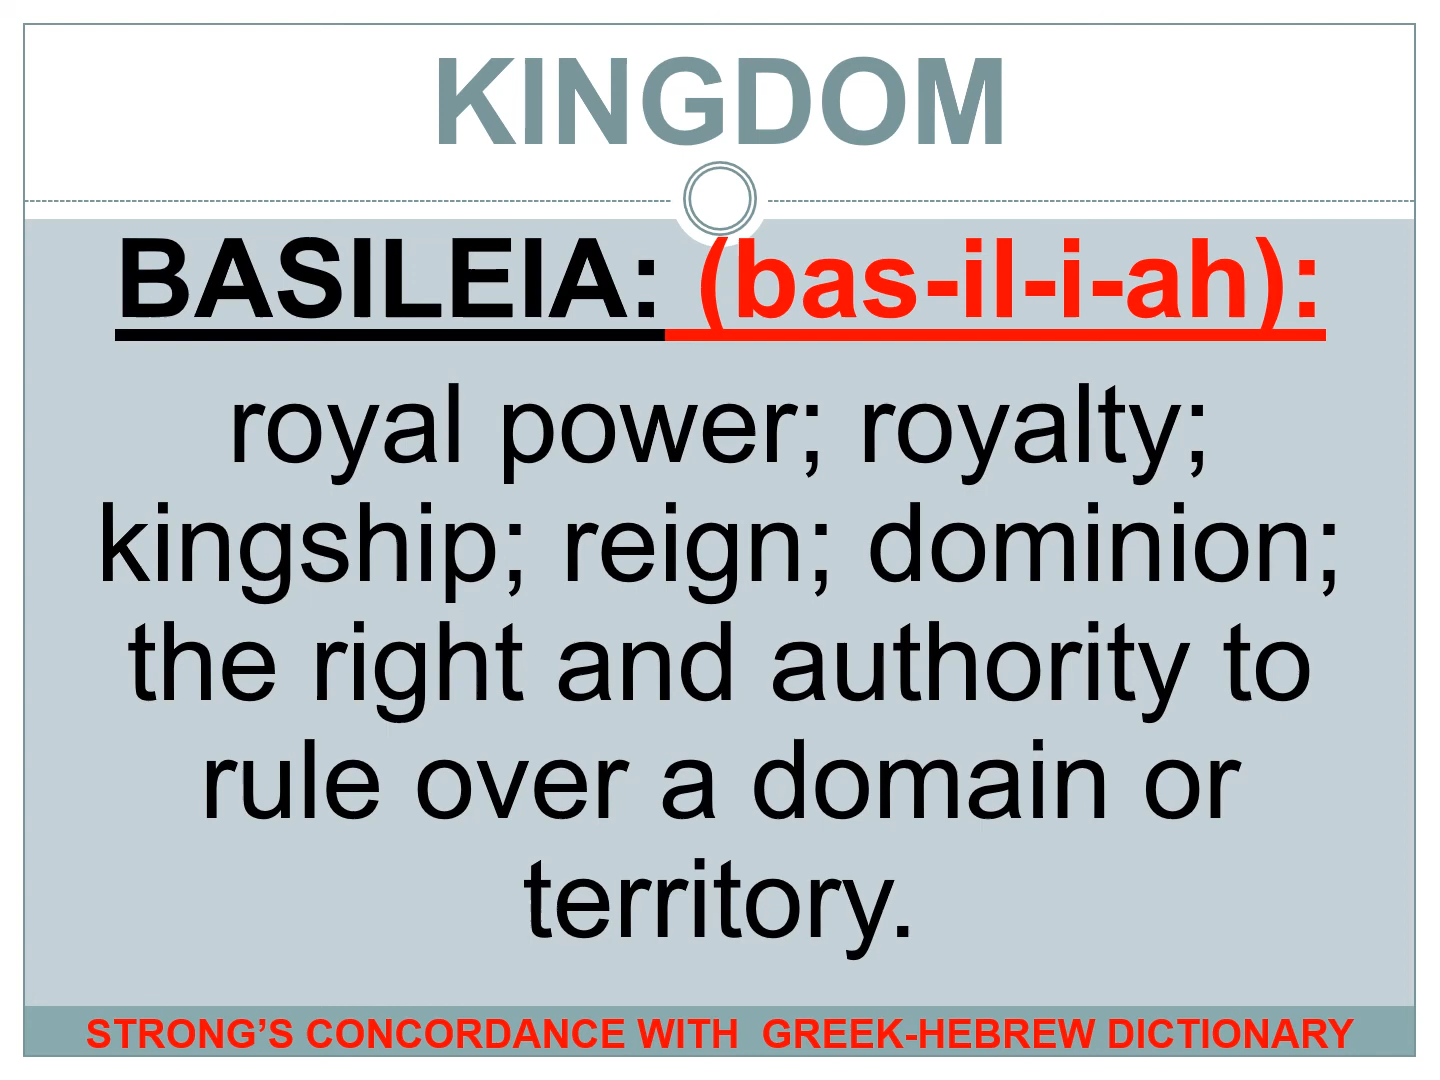 KINGDOM
BASILEIA: (bas-il-i-ah):
royal power; royalty;
kingship; reign; dominion;
the right and authority to
rule over a domain or
territory.
STRONG’S CONCORDANCE WITH  GREEK-HEBREW DICTIONARY